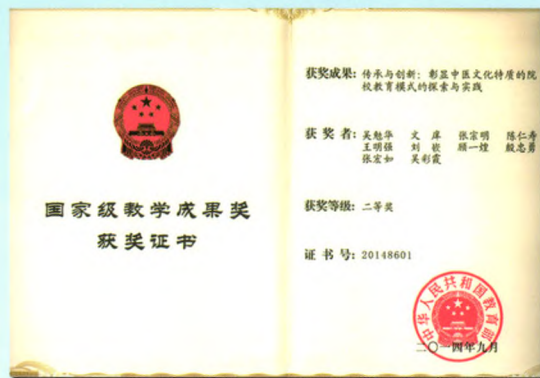 国家级教学成果奖
获奖证书
获奖成果：传承与创新：彰显中医文化特质的院
校教育模式的探索与实践
获 奖 者：吴勉华 文庠 张宗明 陈仁寿
王明强 刘嵌 顾一煌 殷忠勇
张宏如 吴彩霞
获奖等级：二等奖
证 书 号：20148601
中华人民共和国教育部
二〇一四年九月